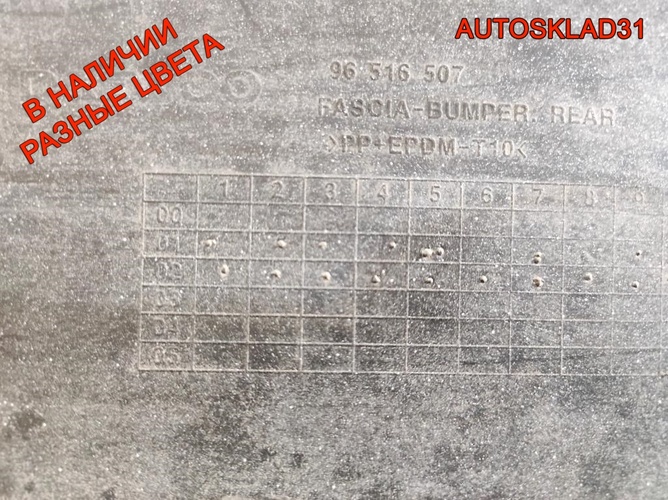 AUTOSKLAD31
В НАЛИЧИИ
РАЗНЫЕ ЦВЕТА
96 516 507
FASCIA-BUMPER, REAR
>PP+EPDM-T10<
1 2 3 4 5 6 7 8 9
00
01
02
03
04
05